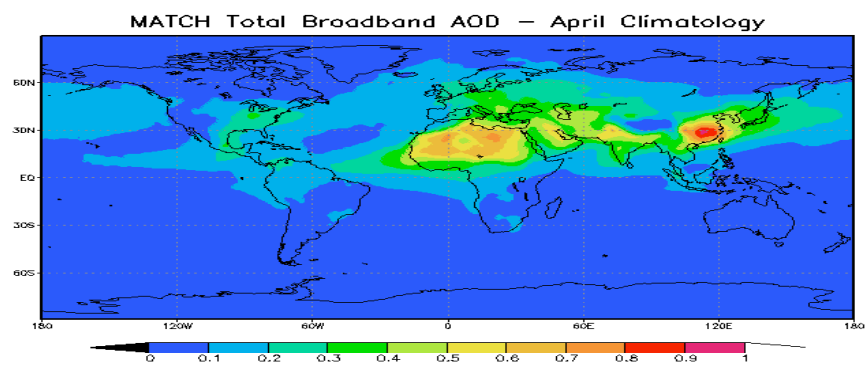 MATCH Total Broadband AOD – April Climatology
60N
30N
EQ
30S
60S
180 120W 60W 0 60E 120E 180
0 0.1 0.2 0.3 0.4 0.5 0.6 0.7 0.8 0.9 1